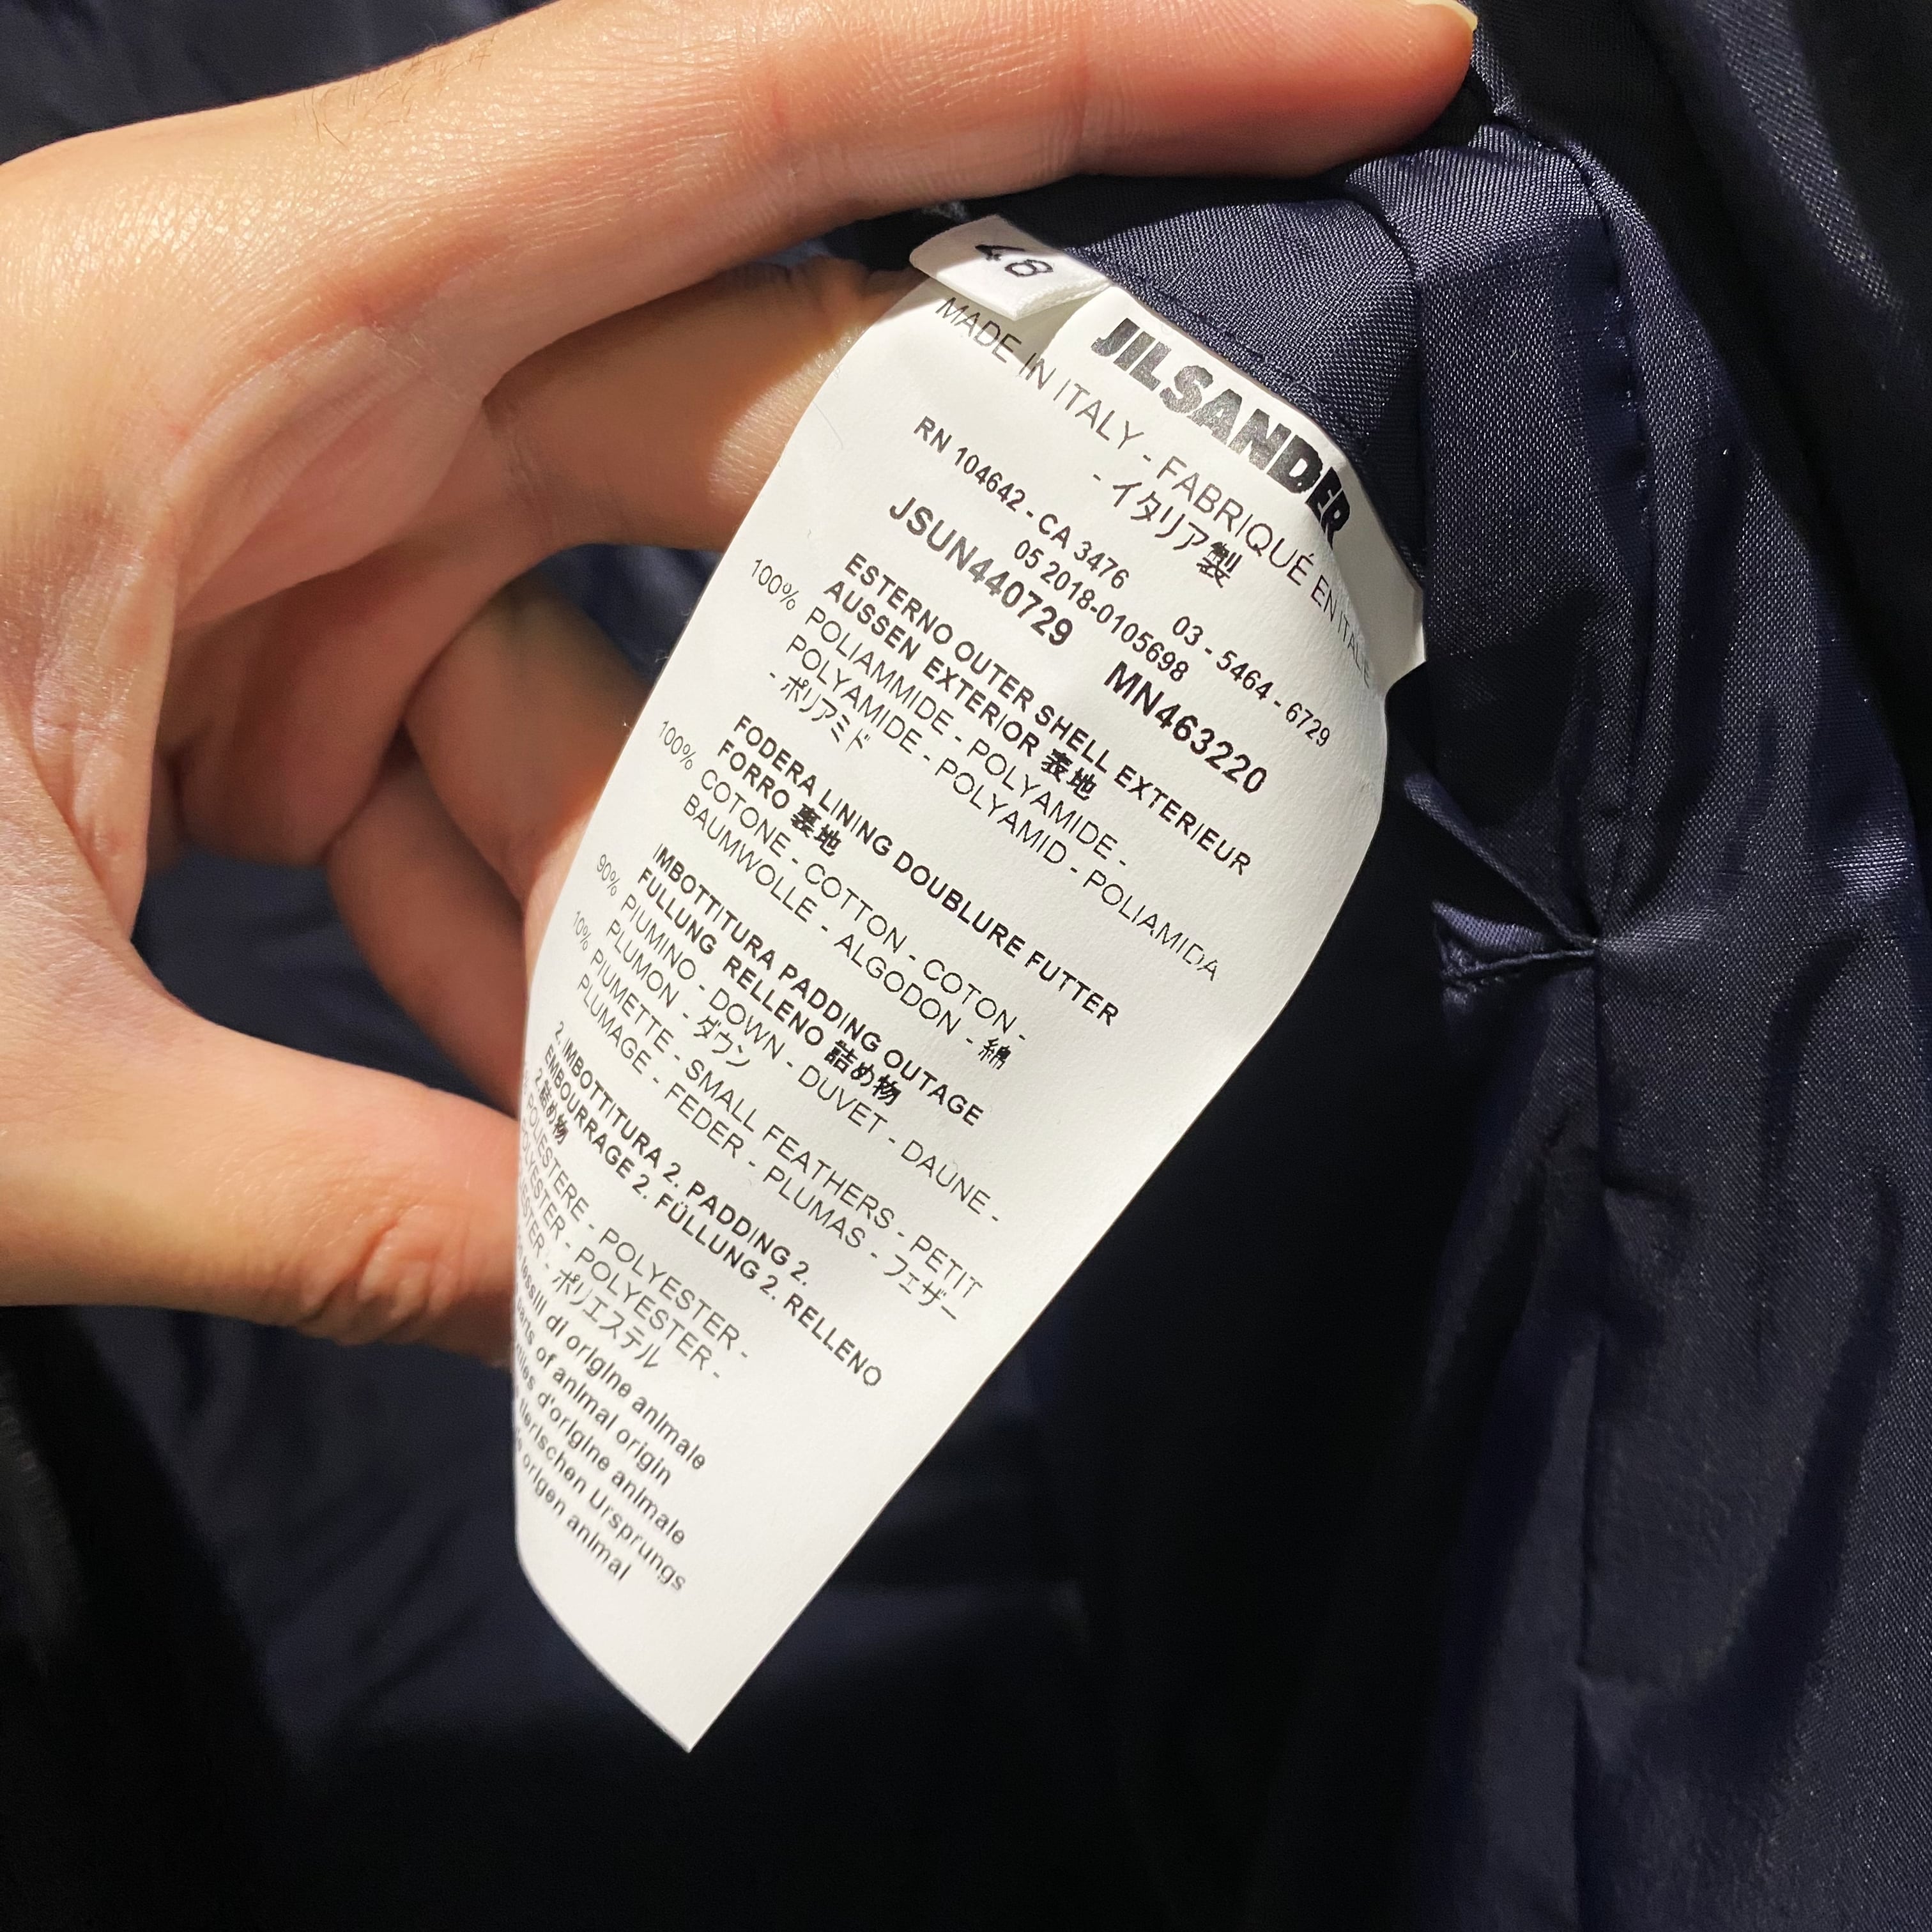 48
JILSANDER
MADE IN ITALY - FABRIQUÉ EN ITALIE
- イタリア製
RN 104642 - CA 3476 03 - 5464 - 6729
05 2018-0105698
JSUN440729 MN463220
ESTERNO OUTER SHELL EXTERIEUR
AUSSEN EXTERIOR 表地
100% POLIAMMIDE - POLYAMIDE -
POLYAMIDE - POLYAMID - POLIAMIDA
- ポリアミド
FODERA LINING DOUBLURE FUTTER
FORRO 裏地
100% COTONE - COTTON - COTON -
BAUMWOLLE - ALGODON - 綿
IMBOTTITURA PADDING OUTAGE
FULLUNG RELLENO 詰め物
90% PIUMINO - DOWN - DUVET - DAUNE -
PLUMON - ダウン
10% PIUMETTE - SMALL FEATHERS - PETIT
PLUMAGE - FEDER - PLUMAS - フェザー
2. IMBOTTITURA 2. PADDING 2.
EMBOURRAGE 2. FÜLLUNG 2. RELLENO
2.詰め物
POLIESTERE - POLYESTER -
POLYESTER - POLYESTER -
- ポリエステル
tessili di origine animale
parts of animal origin
d'origine animale
tierischen Ursprungs
origen animal